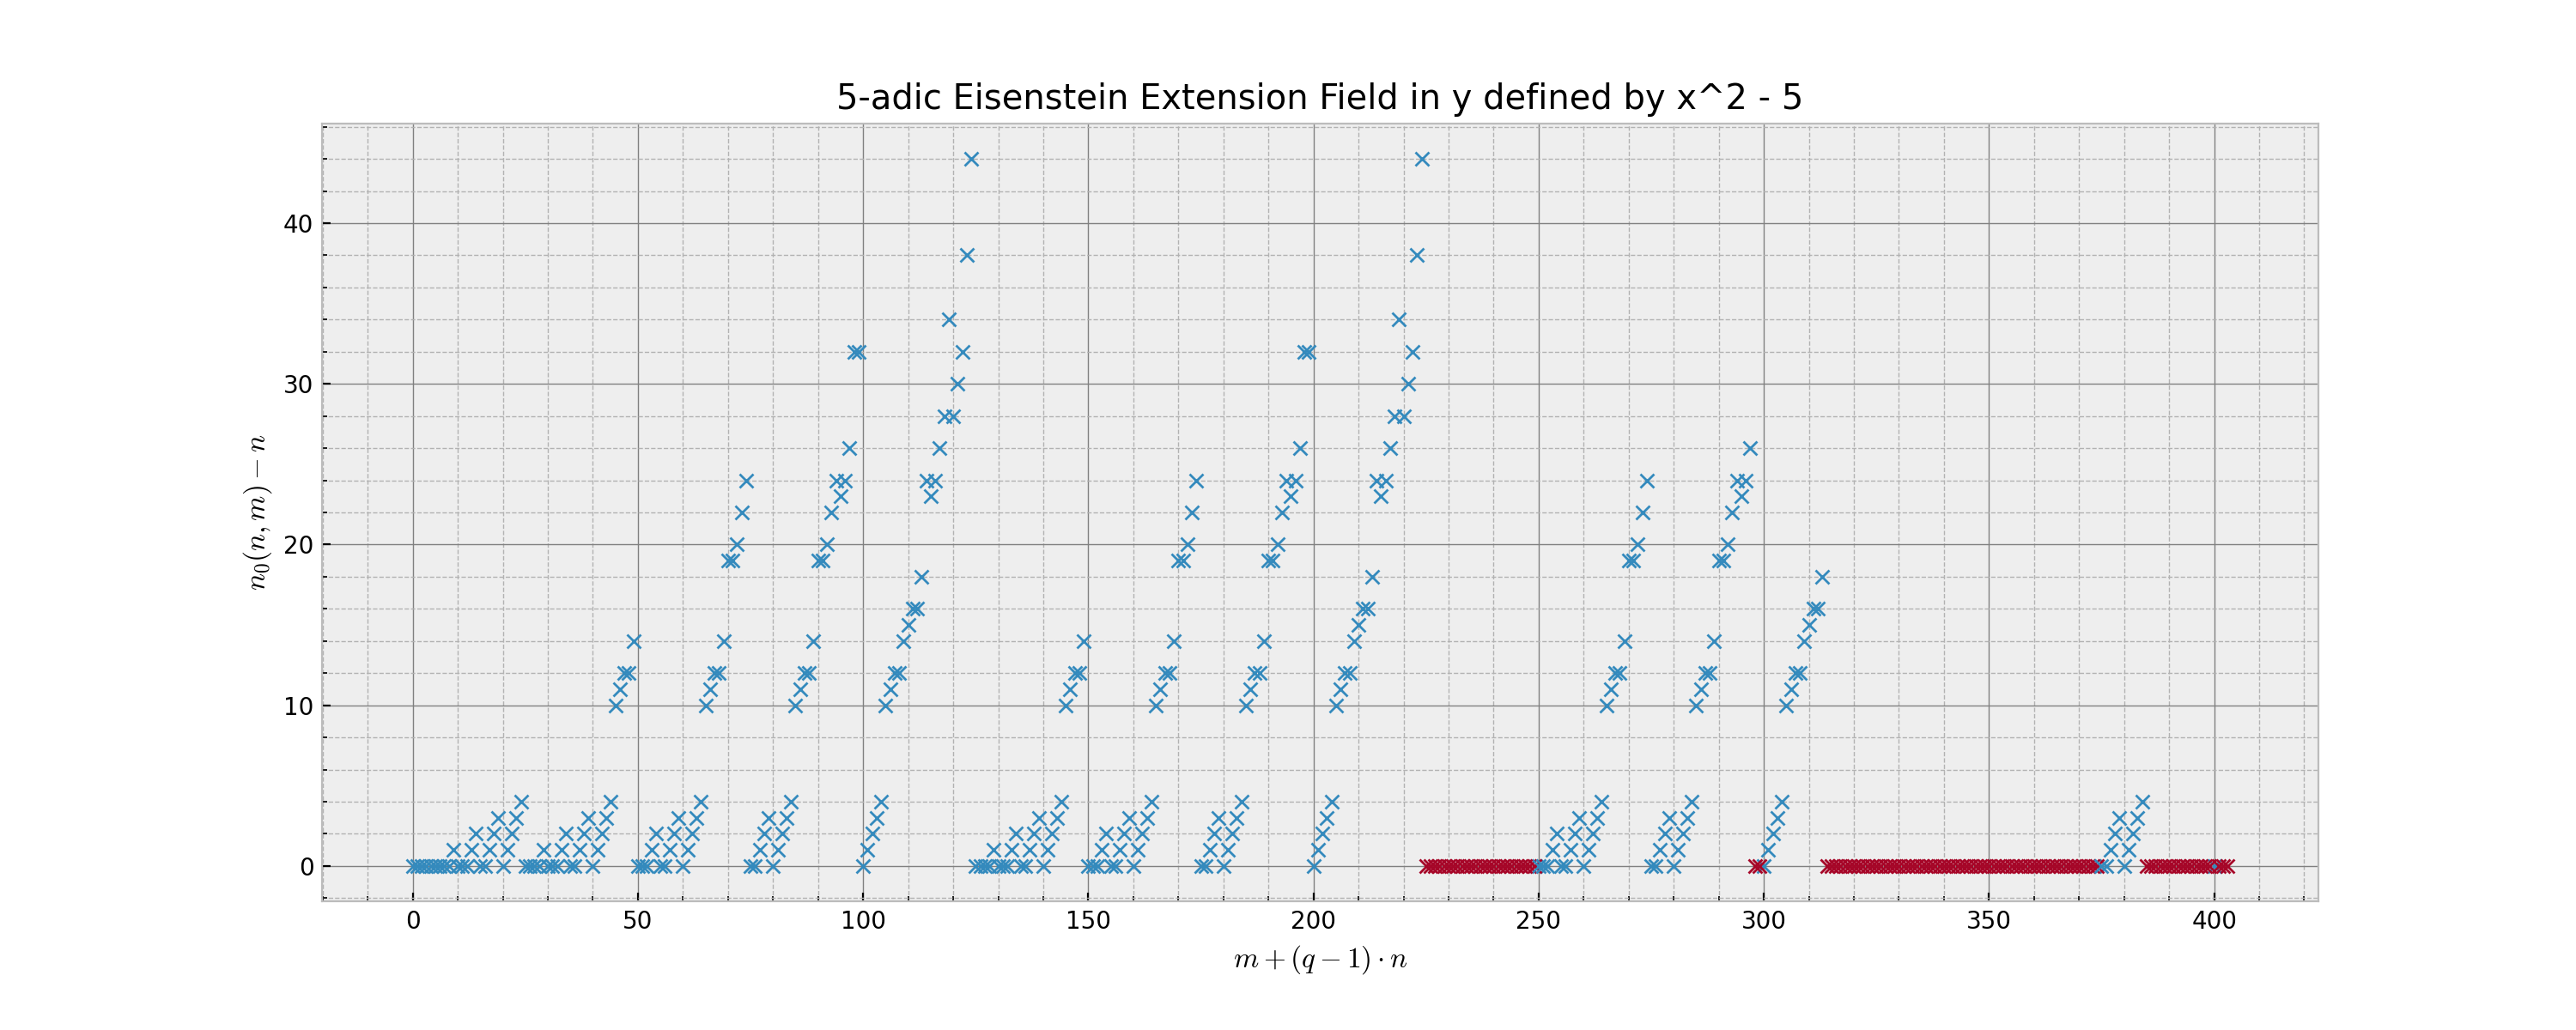 5-adic Eisenstein Extension Field in y defined by x^2 - 5
40
30
20
10
0
n₀(n, m) − n
0 50 100 150 200 250 300 350 400
m + (q − 1) · n